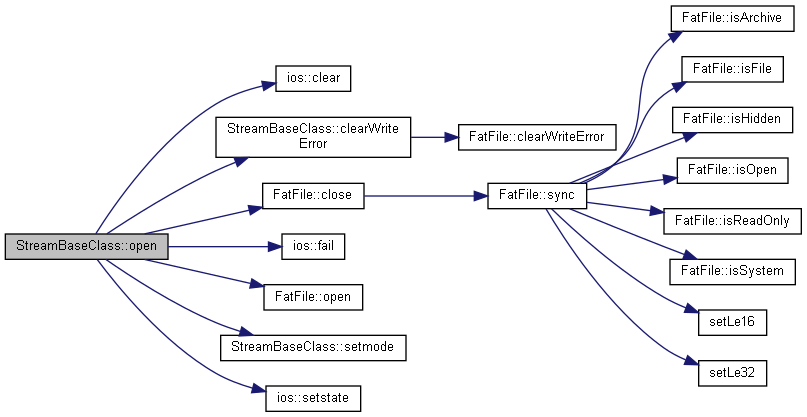 StreamBaseClass::open
ios::clear
StreamBaseClass::clearWrite
Error
FatFile::clearWriteError
FatFile::close
FatFile::sync
FatFile::isArchive
FatFile::isFile
FatFile::isHidden
FatFile::isOpen
FatFile::isReadOnly
FatFile::isSystem
setLe16
setLe32
ios::fail
FatFile::open
StreamBaseClass::setmode
ios::setstate